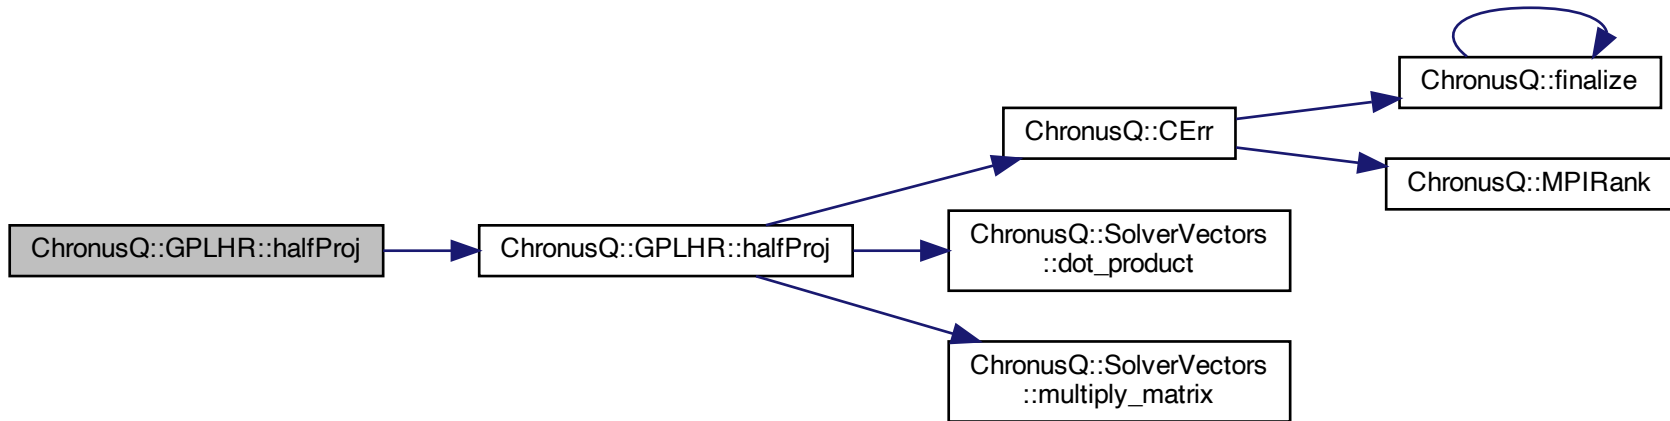 ChronusQ::GPLHR::halfProj
ChronusQ::GPLHR::halfProj
ChronusQ::CErr
ChronusQ::finalize
ChronusQ::MPIRank
ChronusQ::SolverVectors
::dot_product
ChronusQ::SolverVectors
::multiply_matrix